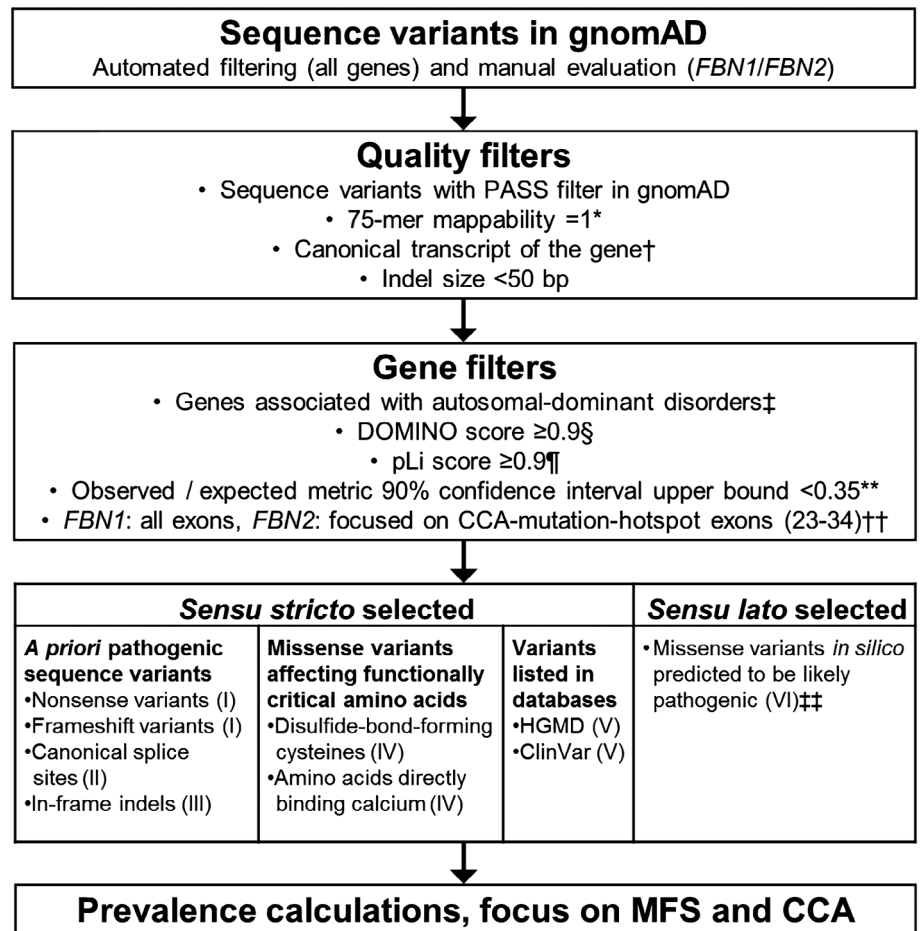 Sequence variants in gnomAD
Automated filtering (all genes) and manual evaluation (FBN1/FBN2)
Quality filters
• Sequence variants with PASS filter in gnomAD
• 75-mer mappability =1*
• Canonical transcript of the gene†
• Indel size <50 bp
Gene filters
• Genes associated with autosomal-dominant disorders‡
• DOMINO score ≥0.9§
• pLi score ≥0.9¶
• Observed / expected metric 90% confidence interval upper bound <0.35**
• FBN1: all exons, FBN2: focused on CCA-mutation-hotspot exons (23-34)††
Sensu stricto selected
A priori pathogenic
sequence variants
•Nonsense variants (I)
•Frameshift variants (I)
•Canonical splice
sites (II)
•In-frame indels (III)
Missense variants
affecting functionally
critical amino acids
•Disulfide-bond-forming
cysteines (IV)
•Amino acids directly
binding calcium (IV)
Variants
listed in
databases
•HGMD (V)
•ClinVar (V)
Sensu lato selected
•Missense variants in silico
predicted to be likely
pathogenic (VI)‡‡
Prevalence calculations, focus on MFS and CCA